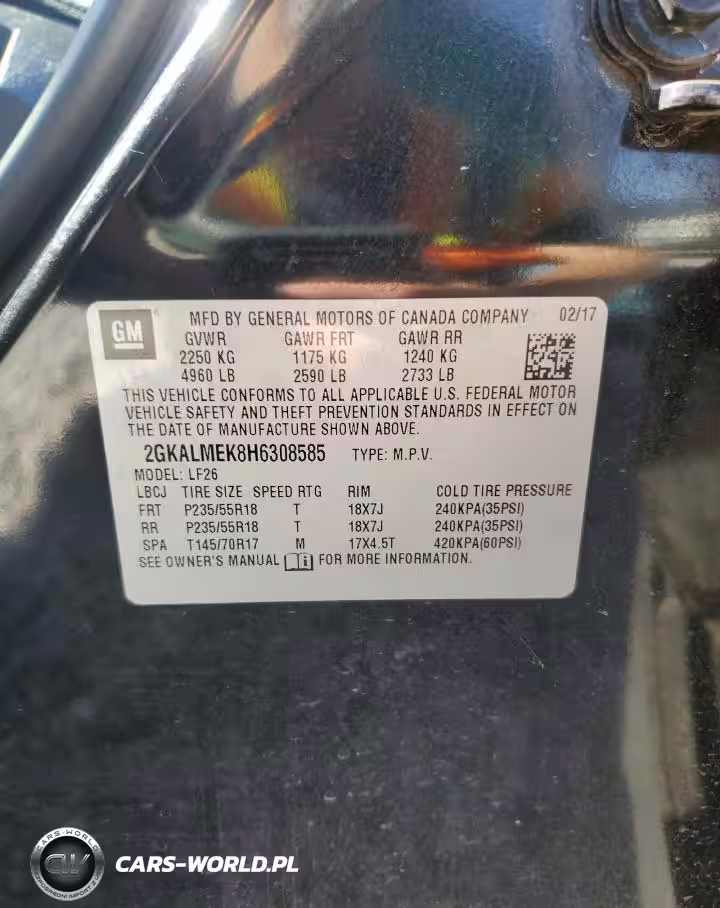 GM
MFD BY GENERAL MOTORS OF CANADA COMPANY 02/17
GVWR GAWR FRT GAWR RR
2250 KG 1175 KG 1240 KG
4960 LB 2590 LB 2733 LB
THIS VEHICLE CONFORMS TO ALL APPLICABLE U.S. FEDERAL MOTOR
VEHICLE SAFETY AND THEFT PREVENTION STANDARDS IN EFFECT ON
THE DATE OF MANUFACTURE SHOWN ABOVE.
2GKALMEK8H6308585 TYPE: M.P.V.
MODEL: LF26
LBCJ TIRE SIZE SPEED RTG RIM COLD TIRE PRESSURE
FRT P235/55R18 T 18X7J 240KPA(35PSI)
RR P235/55R18 T 18X7J 240KPA(35PSI)
SPA T145/70R17 M 17X4.5T 420KPA(60PSI)
SEE OWNER'S MANUAL FOR MORE INFORMATION.
CARS-WORLD
CW
CARS-WORLD.PL